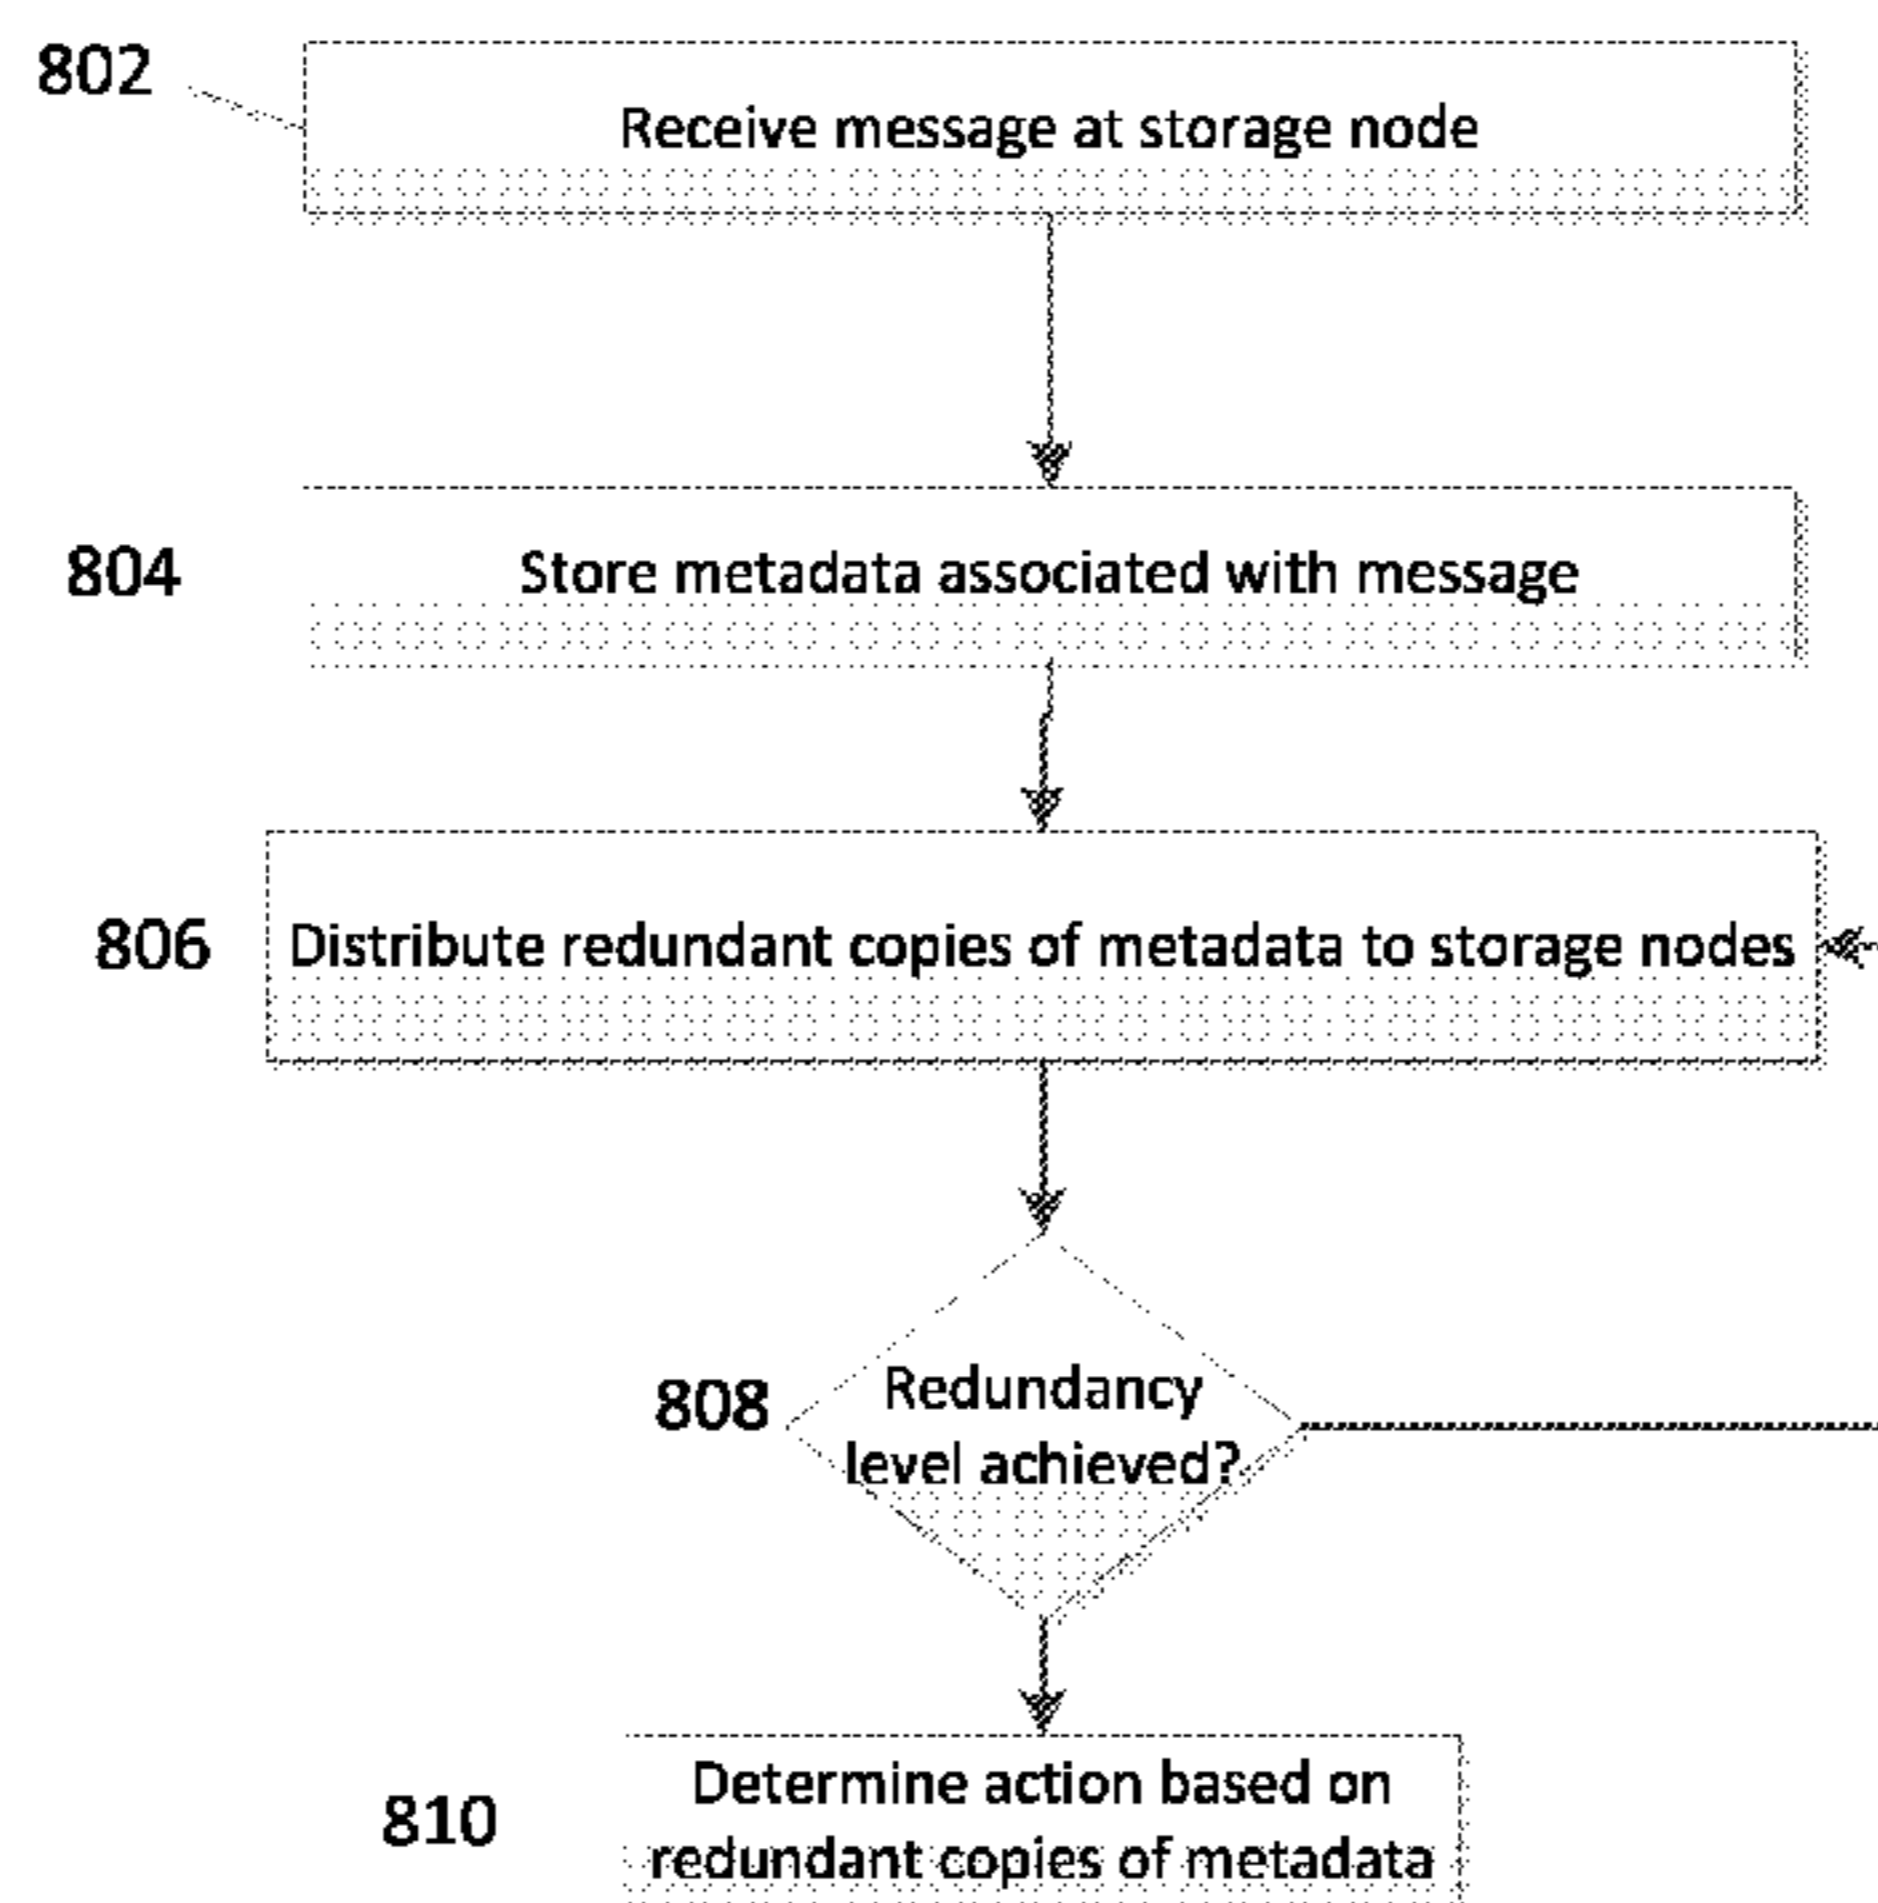 802
Receive message at storage node
804
Store metadata associated with message
806
Distribute redundant copies of metadata to storage nodes
808
Redundancy
level achieved?
810
Determine action based on
redundant copies of metadata